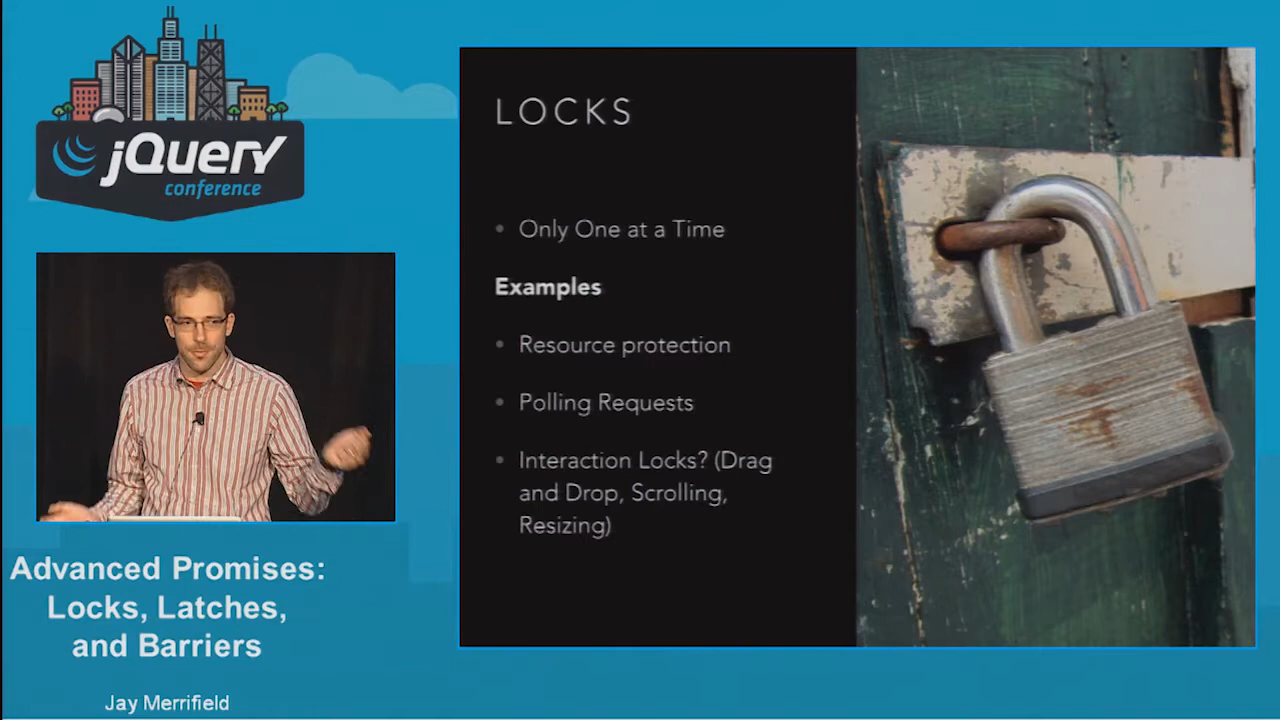 jQuery
conference
LOCKS
• Only One at a Time
Examples
• Resource protection
• Polling Requests
• Interaction Locks? (Drag
and Drop, Scrolling,
Resizing)
Advanced Promises:
Locks, Latches,
and Barriers
Jay Merrifield